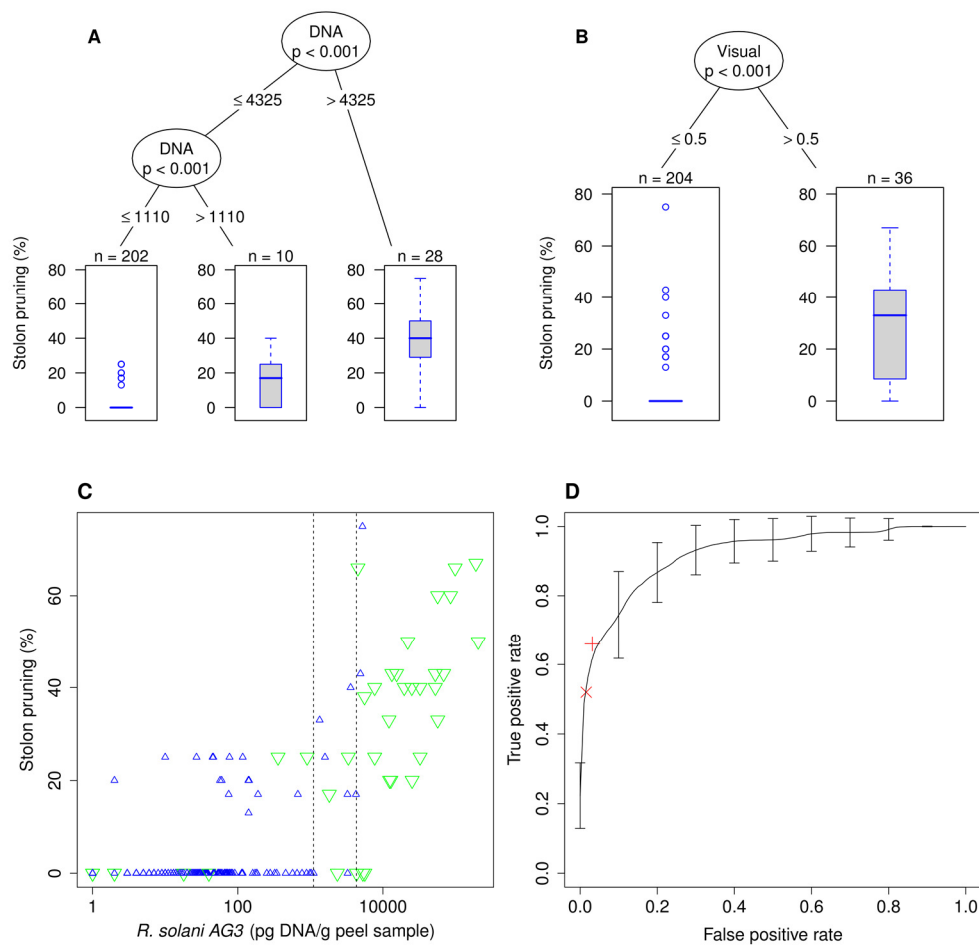 A
DNA
p < 0.001
≤ 4325
> 4325
DNA
p < 0.001
≤ 1110
> 1110
n = 202
n = 10
n = 28
Stolon pruning (%)
80
60
40
20
0
80
60
40
20
0
80
60
40
20
0
B
Visual
p < 0.001
≤ 0.5
> 0.5
n = 204
n = 36
Stolon pruning (%)
80
60
40
20
0
80
60
40
20
0
C
Stolon pruning (%)
60
40
20
0
1
100
10000
R. solani AG3 (pg DNA/g peel sample)
D
True positive rate
1.0
0.8
0.6
0.4
0.2
0.0
0.0
0.2
0.4
0.6
0.8
1.0
False positive rate